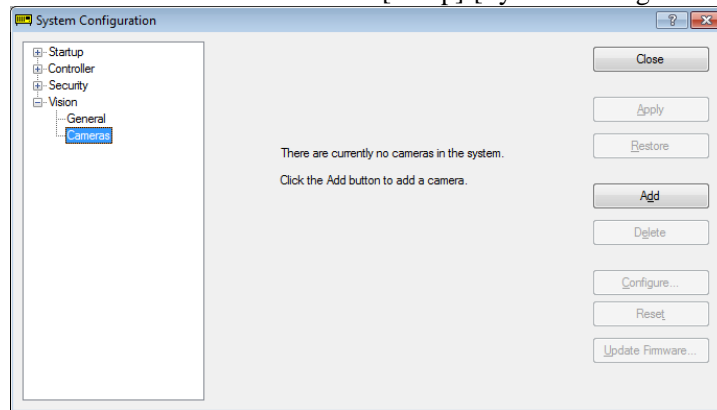 System Configuration
Startup
Controller
Security
Vision
General
Cameras
There are currently no cameras in the system.
Click the Add button to add a camera.
Close
Apply
Restore
Add
Delete
Configure...
Reset
Update Firmware...